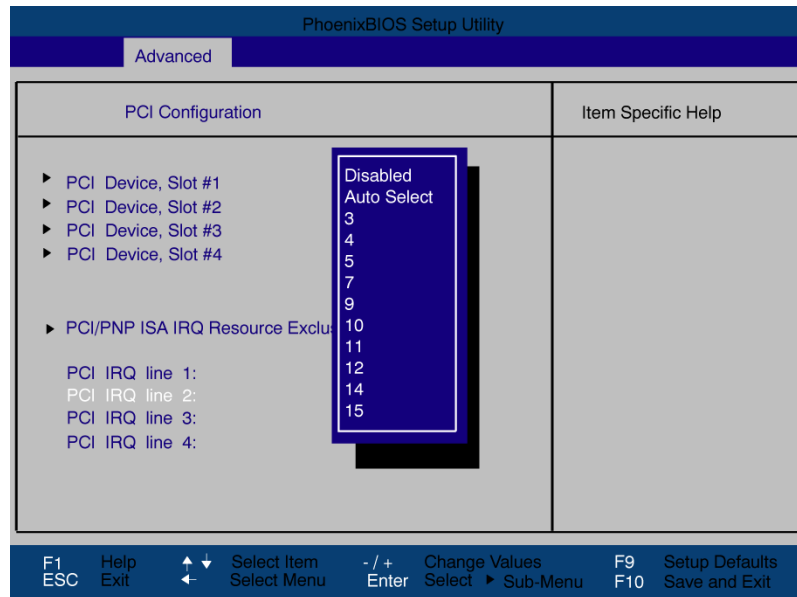 PhoenixBIOS Setup Utility
Advanced
PCI Configuration
Item Specific Help
PCI Device, Slot #1
PCI Device, Slot #2
PCI Device, Slot #3
PCI Device, Slot #4
PCI/PNP ISA IRQ Resource Exclu
PCI IRQ line 1:
PCI IRQ line 2:
PCI IRQ line 3:
PCI IRQ line 4:
Disabled
Auto Select
3
4
5
7
9
10
11
12
14
15
F1 Help Select Item - / + Change Values F9 Setup Defaults
ESC Exit Select Menu Enter Select Sub-Menu F10 Save and Exit